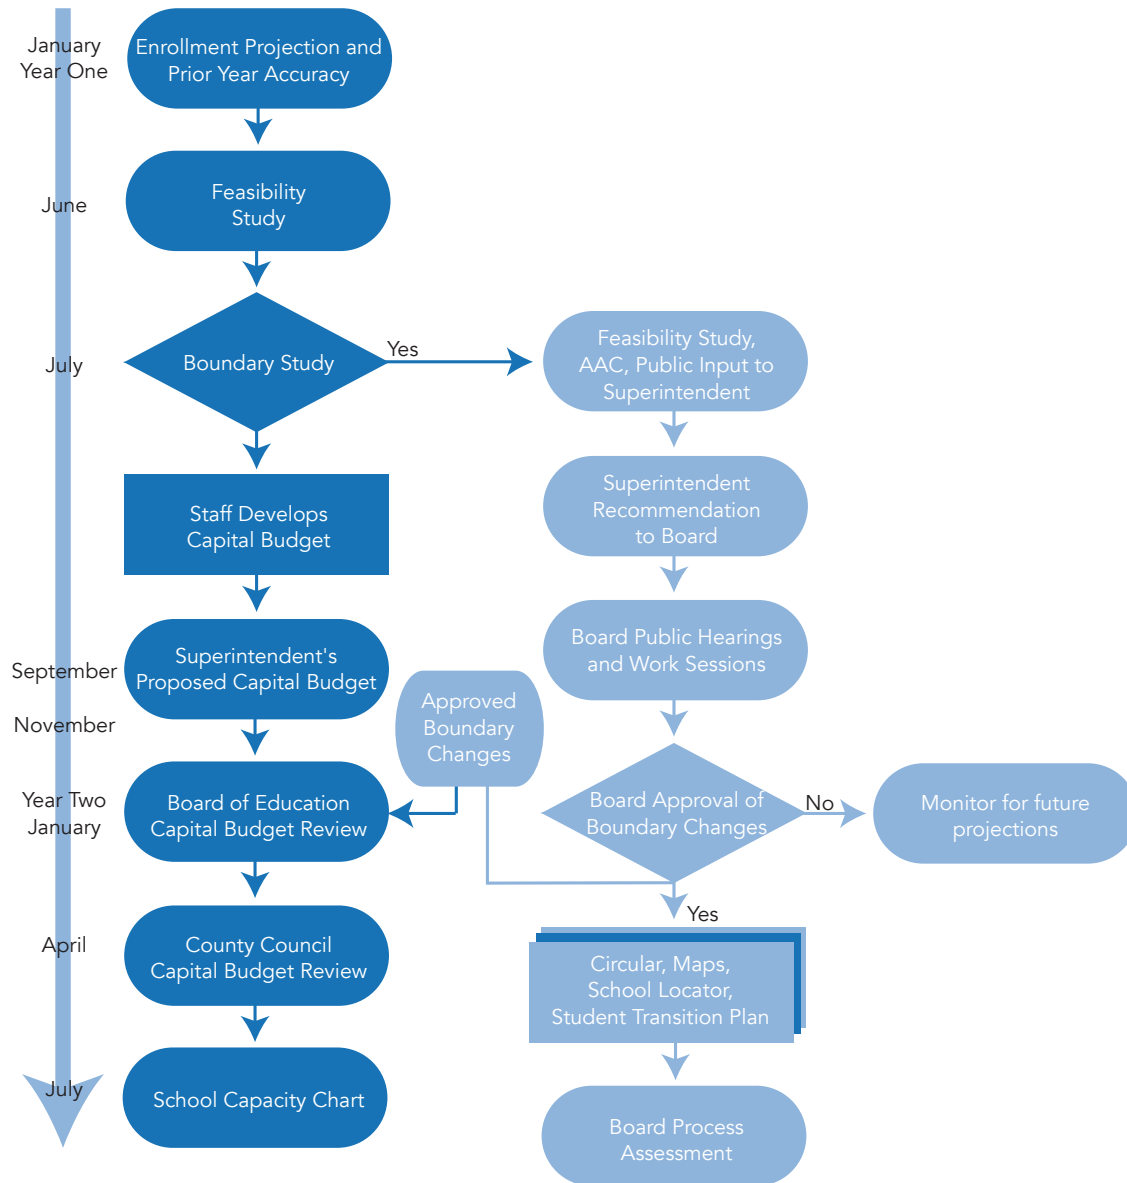 January
Year One
Enrollment Projection and
Prior Year Accuracy
June
Feasibility
Study
July
Boundary Study
Yes
Feasibility Study,
AAC, Public Input to
Superintendent
Staff Develops
Capital Budget
Superintendent
Recommendation
to Board
September
Superintendent's
Proposed Capital Budget
Board Public Hearings
and Work Sessions
November
Approved
Boundary
Changes
Year Two
January
Board of Education
Capital Budget Review
Board Approval of
Boundary Changes
No
Monitor for future
projections
Yes
April
County Council
Capital Budget Review
Circular, Maps,
School Locator,
Student Transition Plan
July
School Capacity Chart
Board Process
Assessment